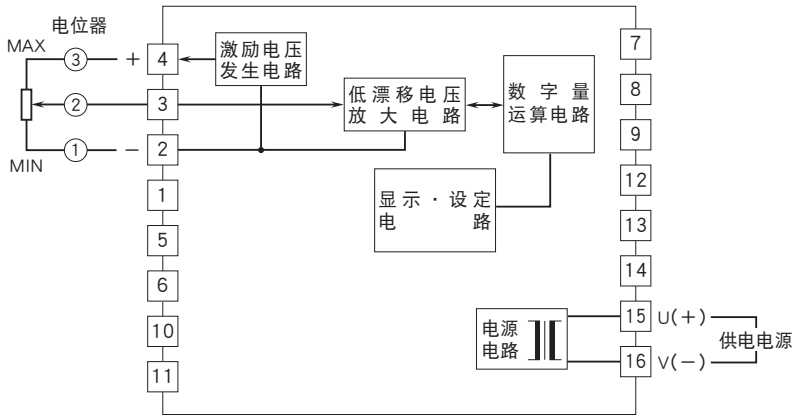 电位器
MAX
③
+
4
激励电压
发生电路
7
②
3
低漂移电压
放大电路
数字量
运算电路
8
①
−
2
9
MIN
1
显示·设定
电路
12
5
13
6
14
10
电源
电路
15
U(+)
供电电源
11
16
V(−)